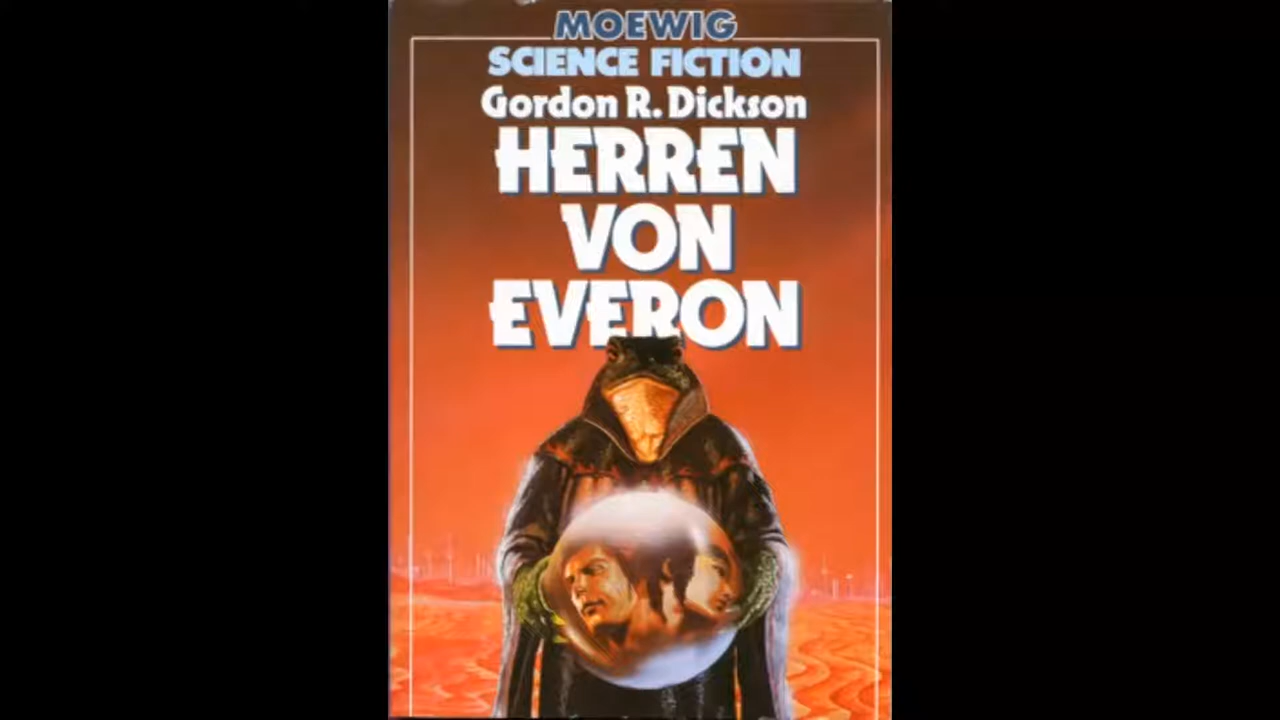 MOEWIG
SCIENCE FICTION
Gordon R. Dickson
HERREN
VON
EVERON